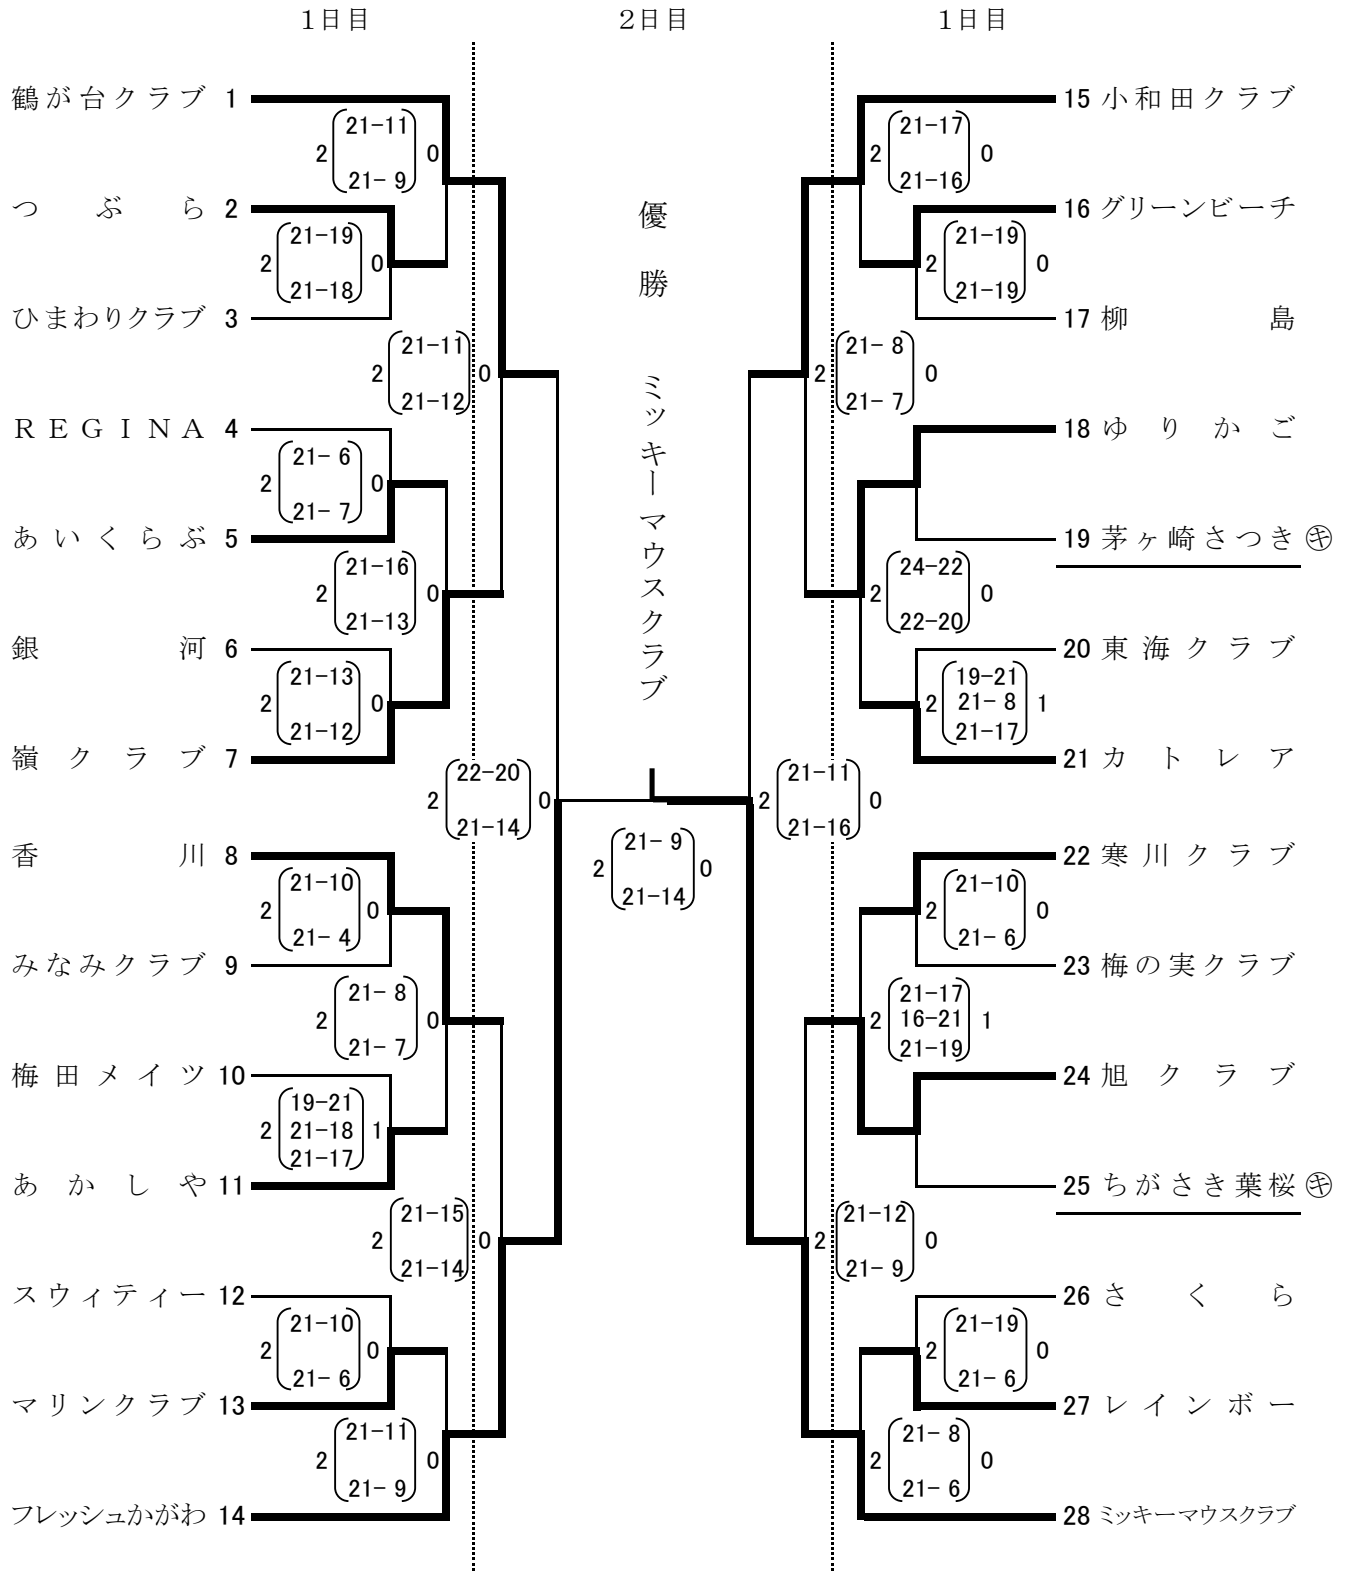 1日目 2日目 1日目
鶴が台クラブ 1
21-11
2 0
21- 9
つぶら 2
21-19
2 0
21-18
ひまわりクラブ 3
21-11
2 0
21-12
REGINA 4
21- 6
2 0
21- 7
あいくらぶ 5
21-16
2 0
21-13
銀河 6
21-13
2 0
21-12
嶺クラブ 7
22-20
2 0
21-14
香川 8
21-10
2 0
21- 4
みなみクラブ 9
21- 8
2 0
21- 7
梅田メイツ 10
19-21
2 21-18 1
21-17
あかしや 11
21-15
2 0
21-14
スウィティー 12
21-10
2 0
21- 6
マリンクラブ 13
21-11
2 0
21- 9
フレッシュかがわ 14
優勝 ミッキーマウスクラブ
21- 9
2 0
21-14
15 小和田クラブ
21-17
2 0
21-16
16 グリーンビーチ
21-19
2 0
21-19
17 柳島
21- 8
2 0
21- 7
18 ゆりかご
19 茅ヶ崎さつき ㋖
24-22
2 0
22-20
20 東海クラブ
19-21
2 21- 8 1
21-17
21 カトレア
21-11
2 0
21-16
22 寒川クラブ
21-10
2 0
21- 6
23 梅の実クラブ
21-17
2 16-21 1
21-19
24 旭クラブ
25 ちがさき葉桜 ㋖
21-12
2 0
21- 9
26 さくら
21-19
2 0
21- 6
27 レインボー
21- 8
2 0
21- 6
28 ミッキーマウスクラブ